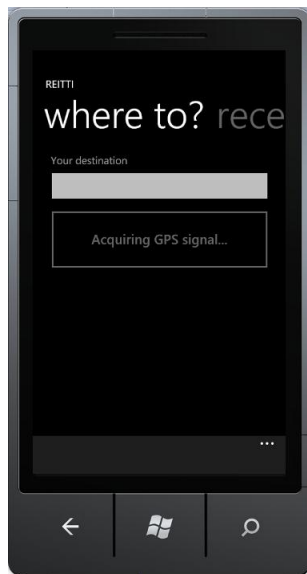 REITTI
where to? rece
Your destination
Acquiring GPS signal...
...